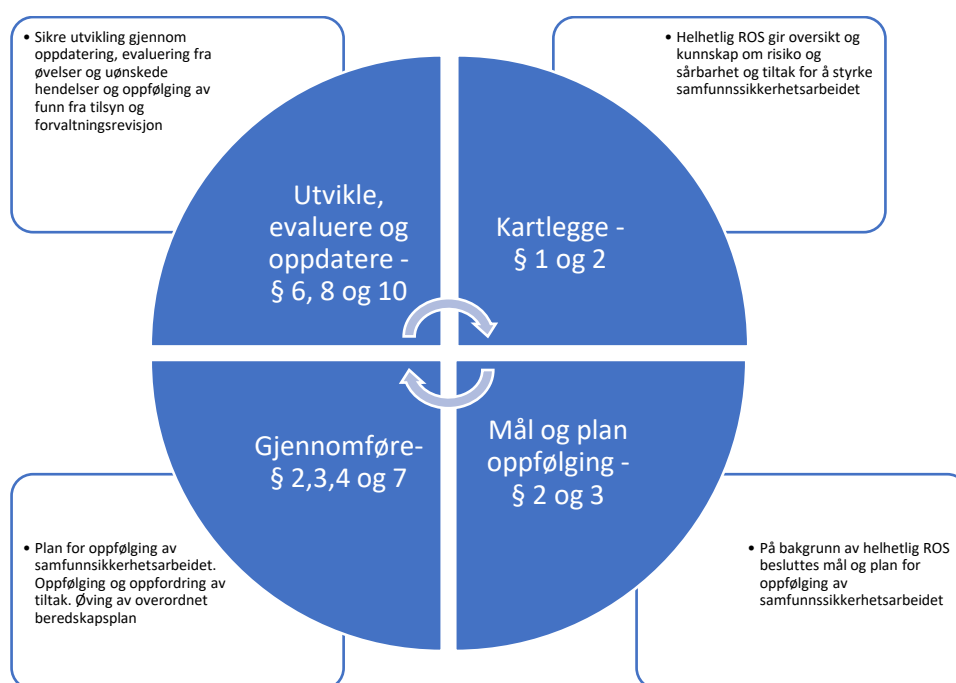 • Sikre utvikling gjennom
oppdatering, evaluering fra
øvelser og uønskede
hendelser og oppfølging av
funn fra tilsyn og
forvaltningsrevisjon
• Helhetlig ROS gir oversikt og
kunnskap om risiko og
sårbarhet og tiltak for å styrke
samfunnssikkerhetsarbeidet
Utvikle,
evaluere og
oppdatere -
§ 6, 8 og 10
Kartlegge -
§ 1 og 2
Gjennomføre-
§ 2,3,4 og 7
Mål og plan
oppfølging -
§ 2 og 3
• Plan for oppfølging av
samfunnsikkerhetsarbeidet.
Oppfølging og oppfordring av
tiltak. Øving av overordnet
beredskapsplan
• På bakgrunn av helhetlig ROS
besluttes mål og plan for
oppfølging av
samfunnssikkerhetsarbeidet